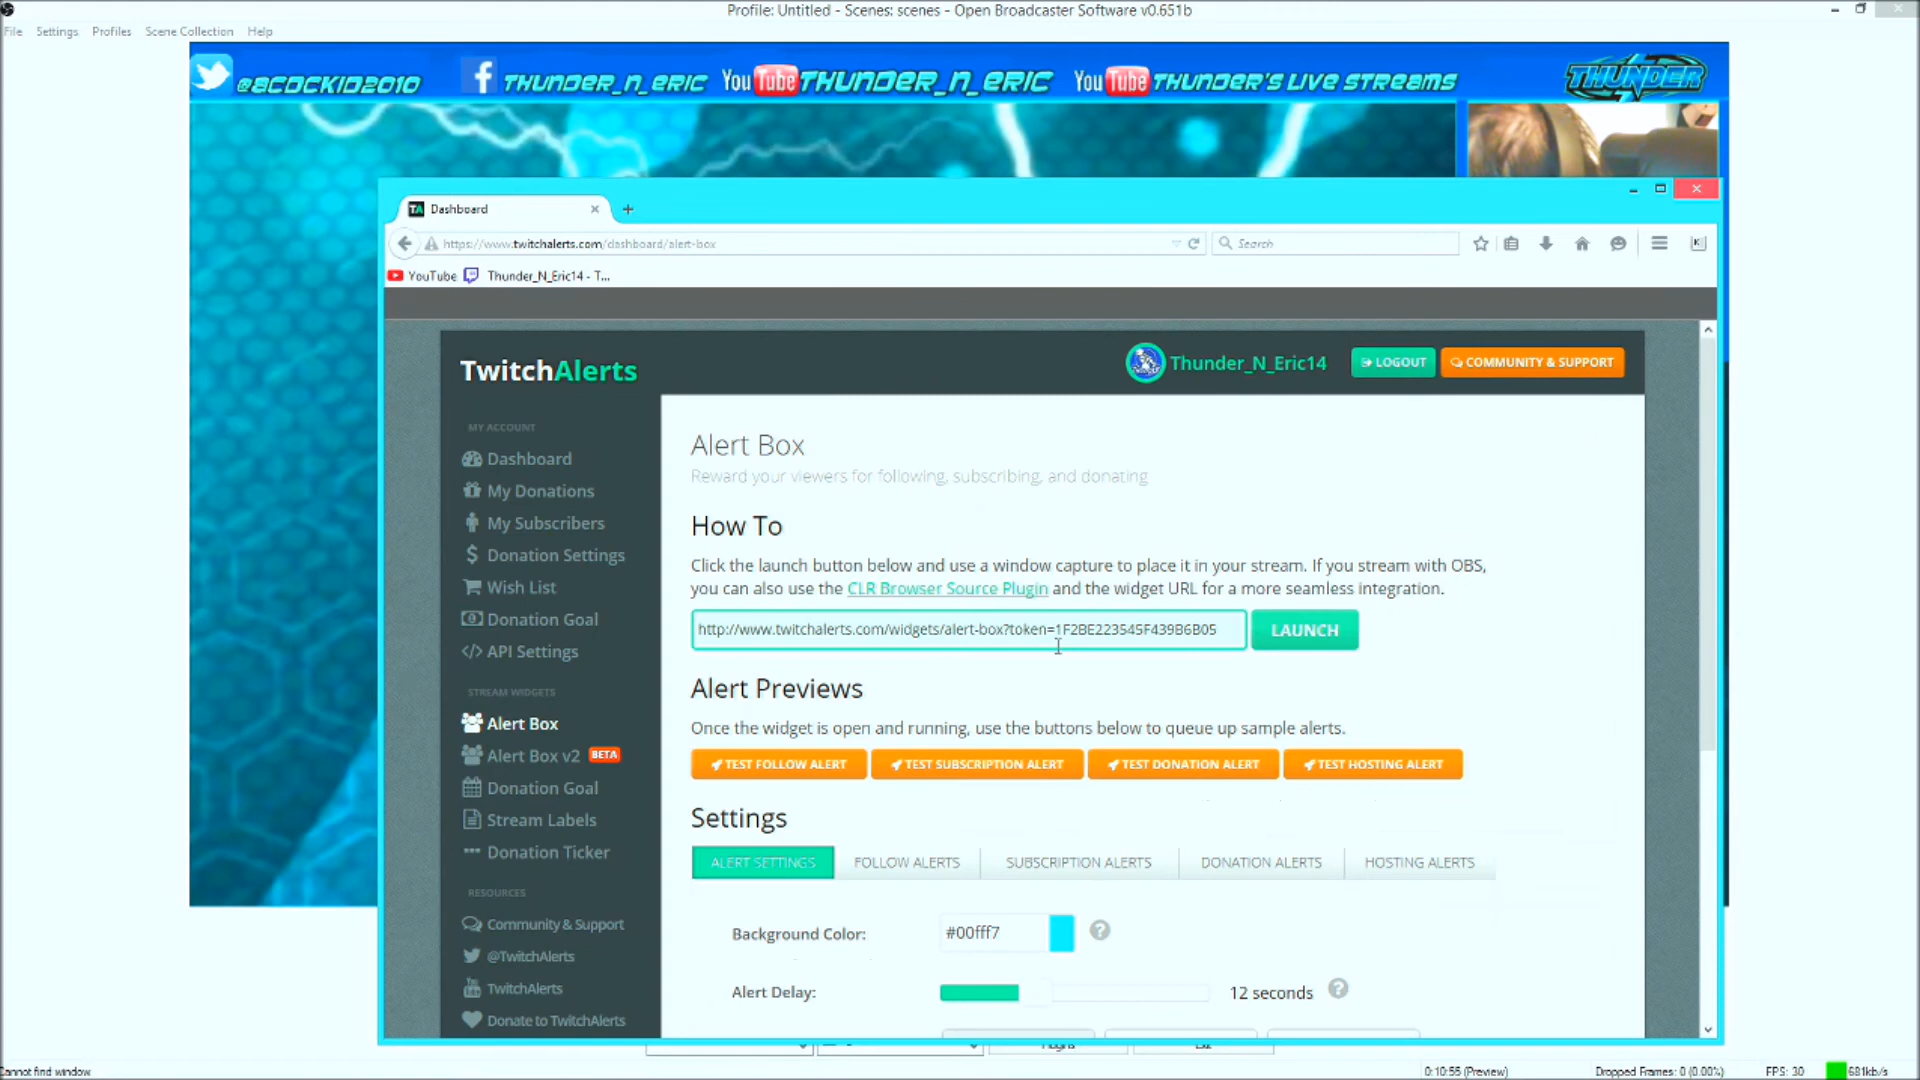 Profile: Untitled - Scenes: scenes - Open Broadcaster Software v0.651b
File Settings Profiles Scene Collection Help
@ACDCKID2010 f THUNDER_N_ERIC YouTube THUNDER_N_ERIC YouTube THUNDER'S LIVE STREAMS THUNDER
TA Dashboard
https://www.twitchalerts.com/dashboard/alert-box
Search
YouTube Thunder_N_Eric14 - T...
TwitchAlerts
Thunder_N_Eric14 LOGOUT COMMUNITY & SUPPORT
MY ACCOUNT
Dashboard
My Donations
My Subscribers
Donation Settings
Wish List
Donation Goal
API Settings
STREAM WIDGETS
Alert Box
Alert Box v2 BETA
Donation Goal
Stream Labels
Donation Ticker
RESOURCES
Community & Support
@TwitchAlerts
TwitchAlerts
Donate to TwitchAlerts
Alert Box
Reward your viewers for following, subscribing, and donating
How To
Click the launch button below and use a window capture to place it in your stream. If you stream with OBS,
you can also use the CLR Browser Source Plugin and the widget URL for a more seamless integration.
http://www.twitchalerts.com/widgets/alert-box?token=1F2BE223545F439B6B05
LAUNCH
Alert Previews
Once the widget is open and running, use the buttons below to queue up sample alerts.
TEST FOLLOW ALERT TEST SUBSCRIPTION ALERT TEST DONATION ALERT TEST HOSTING ALERT
Settings
ALERT SETTINGS FOLLOW ALERTS SUBSCRIPTION ALERTS DONATION ALERTS HOSTING ALERTS
Background Color: #00fff7 ?
Alert Delay: 12 seconds ?
Cannot find window
0:10:55 (Preview) Dropped Frames: 0 (0.00%) FPS: 30 681kb/s